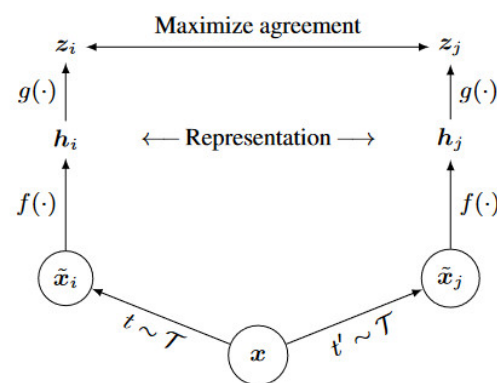 Maximize agreement
z_i z_j
g(·) g(·)
h_i ← Representation → h_j
f(·) f(·)
x̃_i x̃_j
t ∼ 𝒯 t′ ∼ 𝒯
x